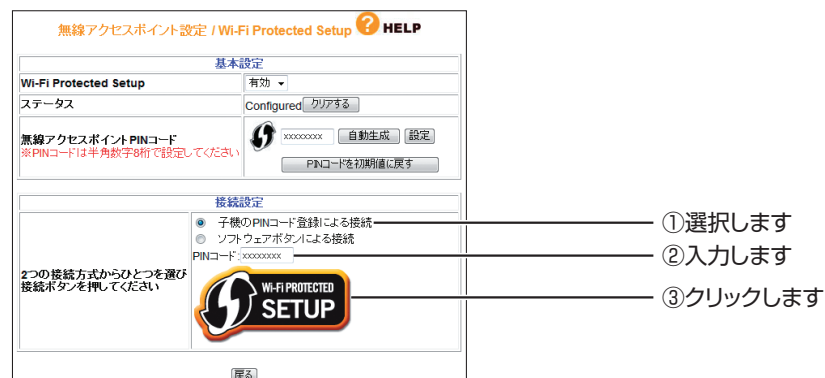 無線アクセスポイント設定 / Wi-Fi Protected Setup ? HELP
基本設定
Wi-Fi Protected Setup 有効
ステータス Configured クリアする
無線アクセスポイントPINコード
※PINコードは半角数字8桁で設定してください
xxxxxxxx 自動生成 設定
PINコードを初期値に戻す
接続設定
子機のPINコード登録による接続 ①選択します
ソフトウェアボタンによる接続
PINコード: xxxxxxxx ②入力します
2つの接続方式からひとつを選び
接続ボタンを押してください
Wi-Fi PROTECTED
SETUP ③クリックします
戻る